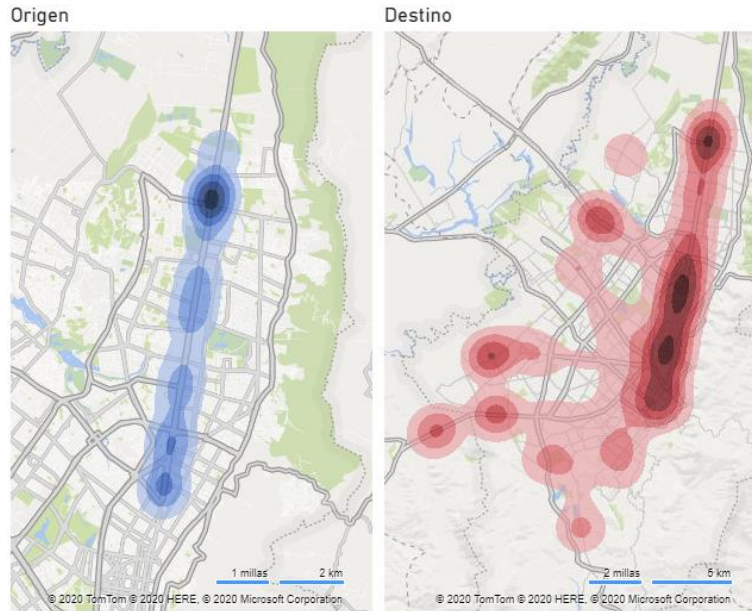 Origen
Destino
1 millas 2 km
© 2020 TomTom © 2020 HERE, © 2020 Microsoft Corporation
2 millas 5 km
© 2020 TomTom © 2020 HERE, © 2020 Microsoft Corporation